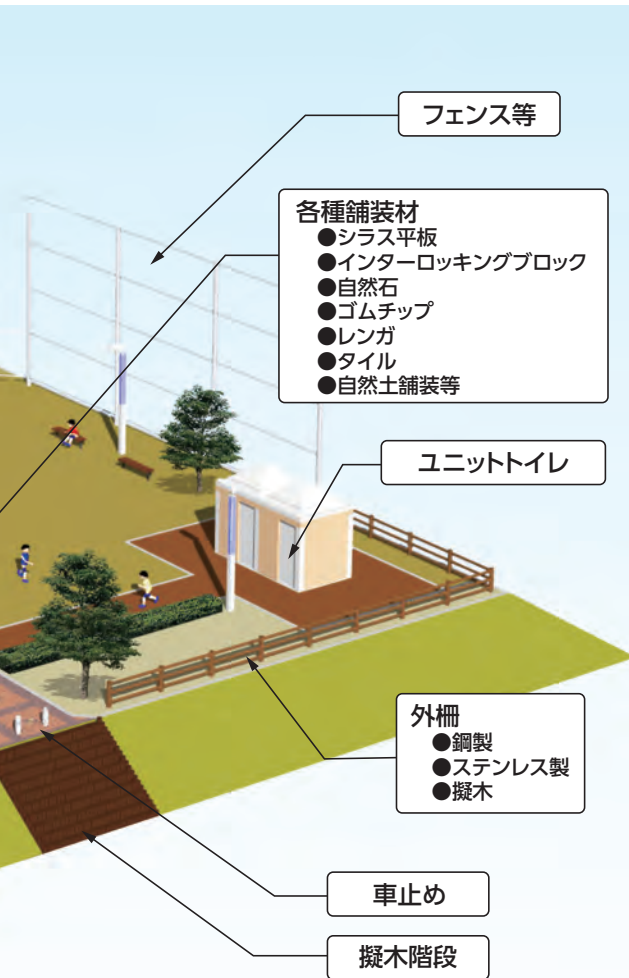 フェンス等
各種舗装材
●シラス平板
●インターロッキングブロック
●自然石
●ゴムチップ
●レンガ
●タイル
●自然土舗装等
ユニットトイレ
外柵
●鋼製
●ステンレス製
●擬木
車止め
擬木階段